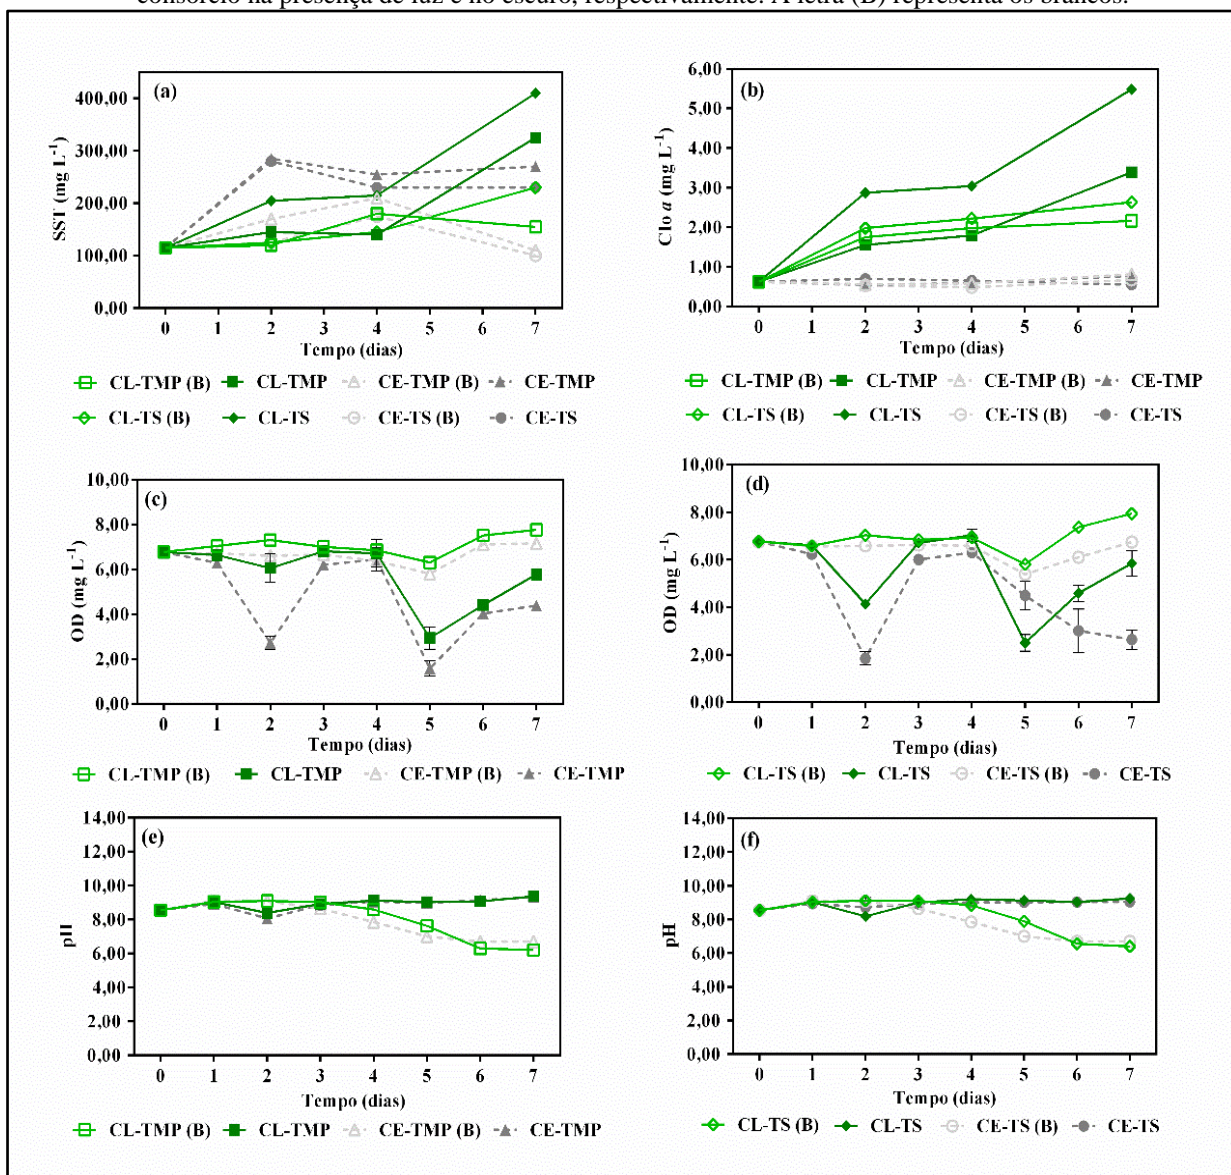 consórcio na presença de luz e no escuro, respectivamente. A letra (B) representa os brancos.
(a)
SST (mg L⁻¹)
400,00
300,00
200,00
100,00
0,00
0 1 2 3 4 5 6 7
Tempo (dias)
CL-TMP (B) CL-TMP CE-TMP (B) CE-TMP
CL-TS (B) CL-TS CE-TS (B) CE-TS
(b)
Clo a (mg L⁻¹)
6,00
5,00
4,00
3,00
2,00
1,00
0,00
0 1 2 3 4 5 6 7
Tempo (dias)
CL-TMP (B) CL-TMP CE-TMP (B) CE-TMP
CL-TS (B) CL-TS CE-TS (B) CE-TS
(c)
OD (mg L⁻¹)
10,00
8,00
6,00
4,00
2,00
0,00
0 1 2 3 4 5 6 7
Tempo (dias)
CL-TMP (B) CL-TMP CE-TMP (B) CE-TMP
(d)
OD (mg L⁻¹)
10,00
8,00
6,00
4,00
2,00
0,00
0 1 2 3 4 5 6 7
Tempo (dias)
CL-TS (B) CL-TS CE-TS (B) CE-TS
(e)
pH
14,00
12,00
10,00
8,00
6,00
4,00
2,00
0,00
0 1 2 3 4 5 6 7
Tempo (dias)
CL-TMP (B) CL-TMP CE-TMP (B) CE-TMP
(f)
pH
14,00
12,00
10,00
8,00
6,00
4,00
2,00
0,00
0 1 2 3 4 5 6 7
Tempo (dias)
CL-TS (B) CL-TS CE-TS (B) CE-TS